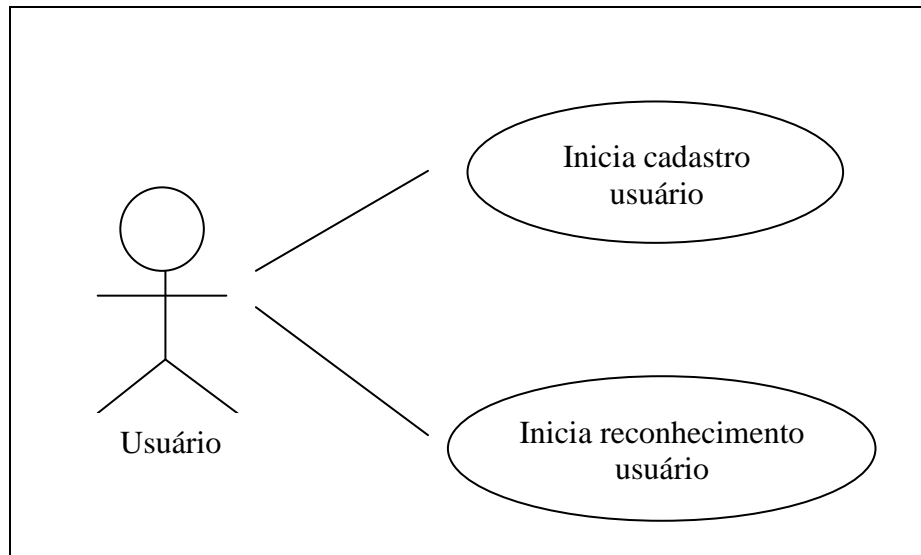 Inicia cadastro
usuário
Usuário
Inicia reconhecimento
usuário